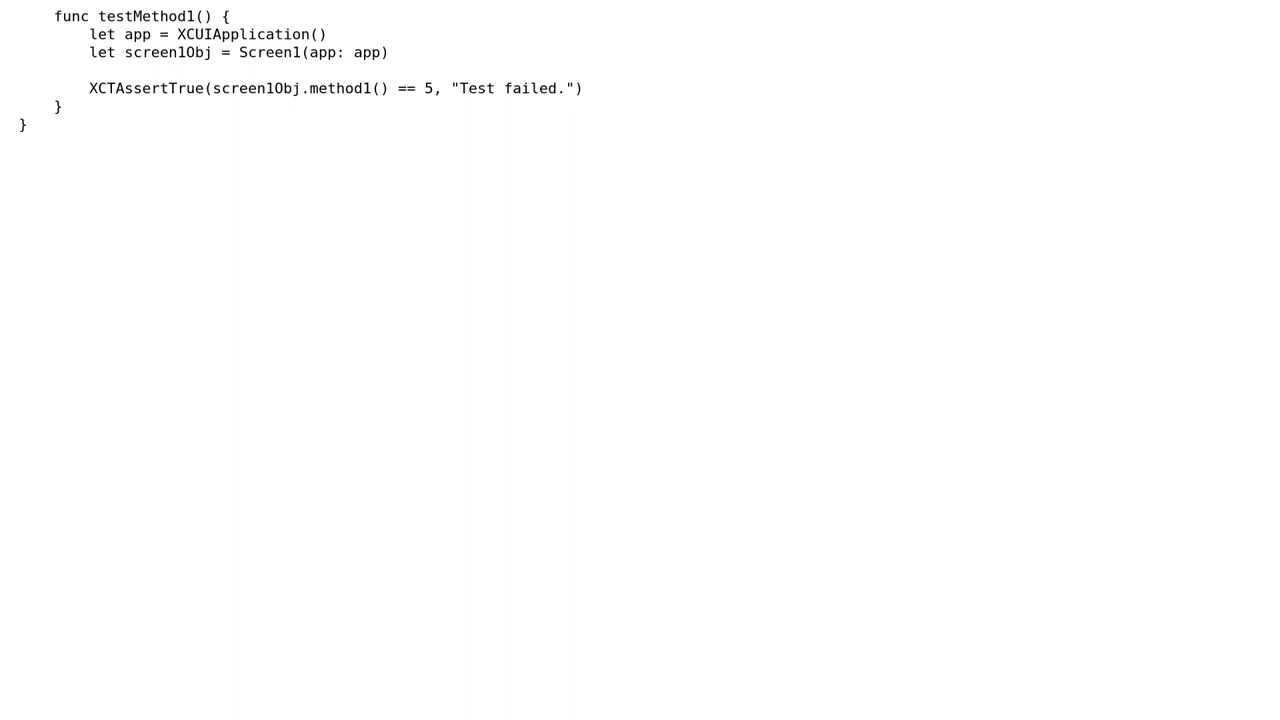 func testMethod1() {
        let app = XCUIApplication()
        let screen1Obj = Screen1(app: app)

        XCTAssertTrue(screen1Obj.method1() == 5, "Test failed.")
    }
}